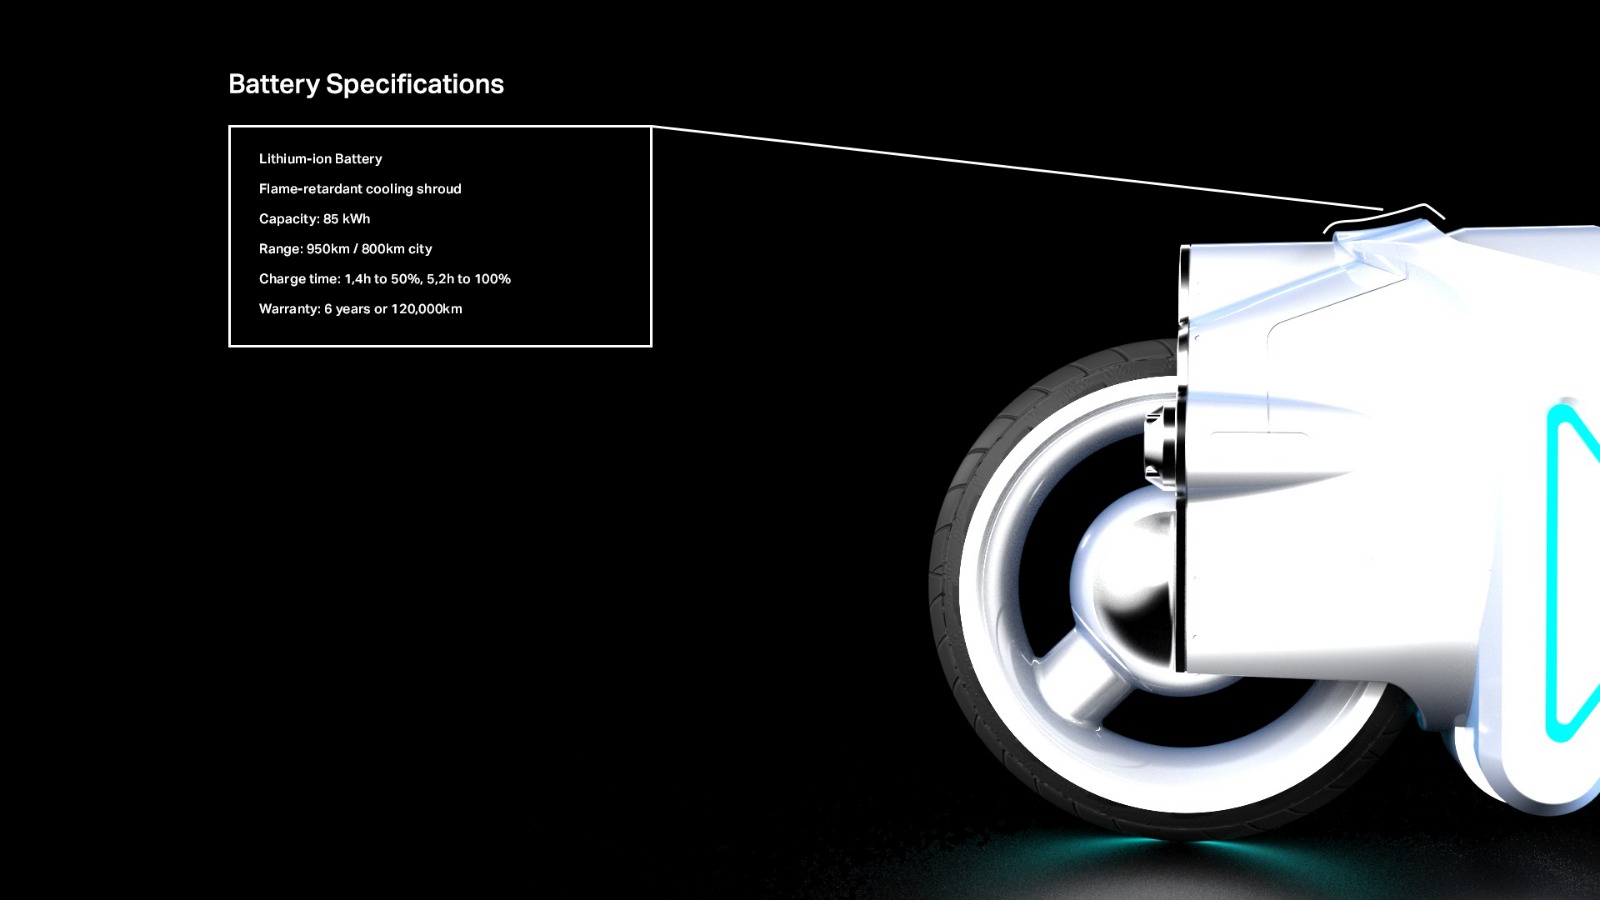 Battery Specifications
Lithium-ion Battery
Flame-retardant cooling shroud
Capacity: 85 kWh
Range: 950km / 800km city
Charge time: 1,4h to 50%, 5,2h to 100%
Warranty: 6 years or 120,000km